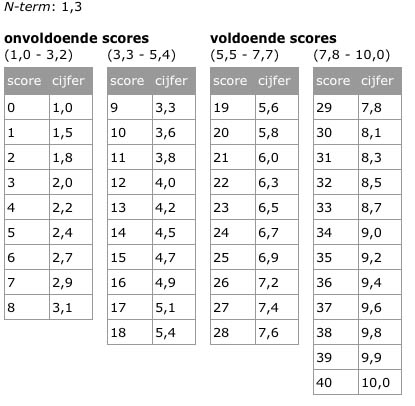 N-term: 1,3
onvoldoende scores voldoende scores
(1,0 - 3,2) (3,3 - 5,4) (5,5 - 7,7) (7,8 - 10,0)
score cijfer score cijfer score cijfer score cijfer
0 1,0 9 3,3 19 5,6 29 7,8
1 1,5 10 3,6 20 5,8 30 8,1
2 1,8 11 3,8 21 6,0 31 8,3
3 2,0 12 4,0 22 6,3 32 8,5
4 2,2 13 4,2 23 6,5 33 8,7
5 2,4 14 4,5 24 6,7 34 9,0
6 2,7 15 4,7 25 6,9 35 9,2
7 2,9 16 4,9 26 7,2 36 9,4
8 3,1 17 5,1 27 7,4 37 9,6
18 5,4 28 7,6 38 9,8
39 9,9
40 10,0